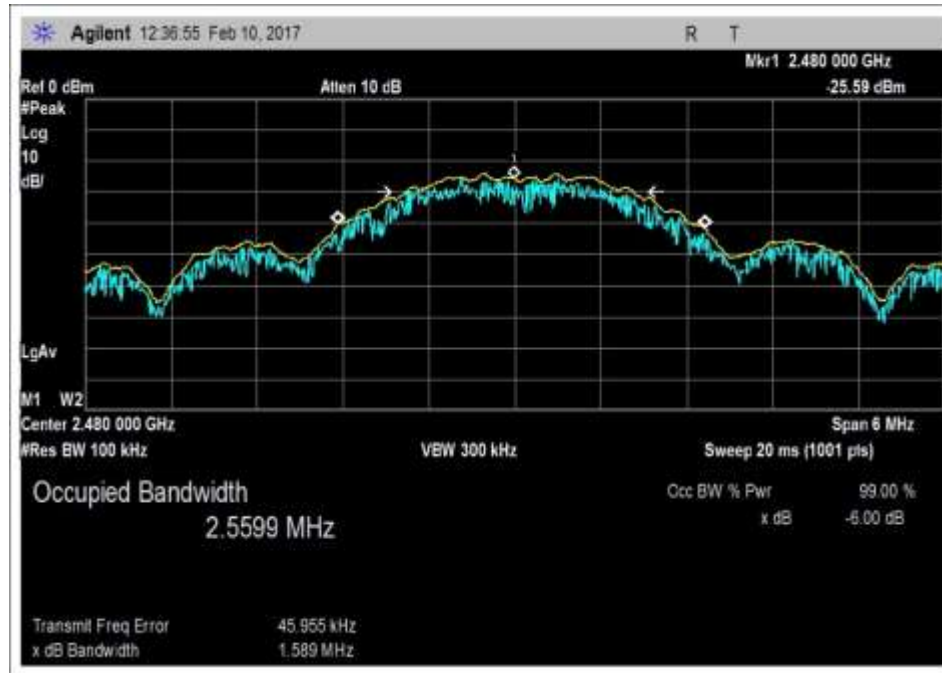 Agilent 12:36:55 Feb 10, 2017 R T
Mkr1 2.480 000 GHz
Ref 0 dBm Atten 10 dB -25.59 dBm
#Peak
Log
10
dB/
1
LgAv
M1 W2
Center 2.480 000 GHz Span 6 MHz
#Res BW 100 kHz VBW 300 kHz Sweep 20 ms (1001 pts)
Occupied Bandwidth Occ BW % Pwr 99.00 %
2.5599 MHz x dB -6.00 dB
Transmit Freq Error 45.955 kHz
x dB Bandwidth 1.589 MHz